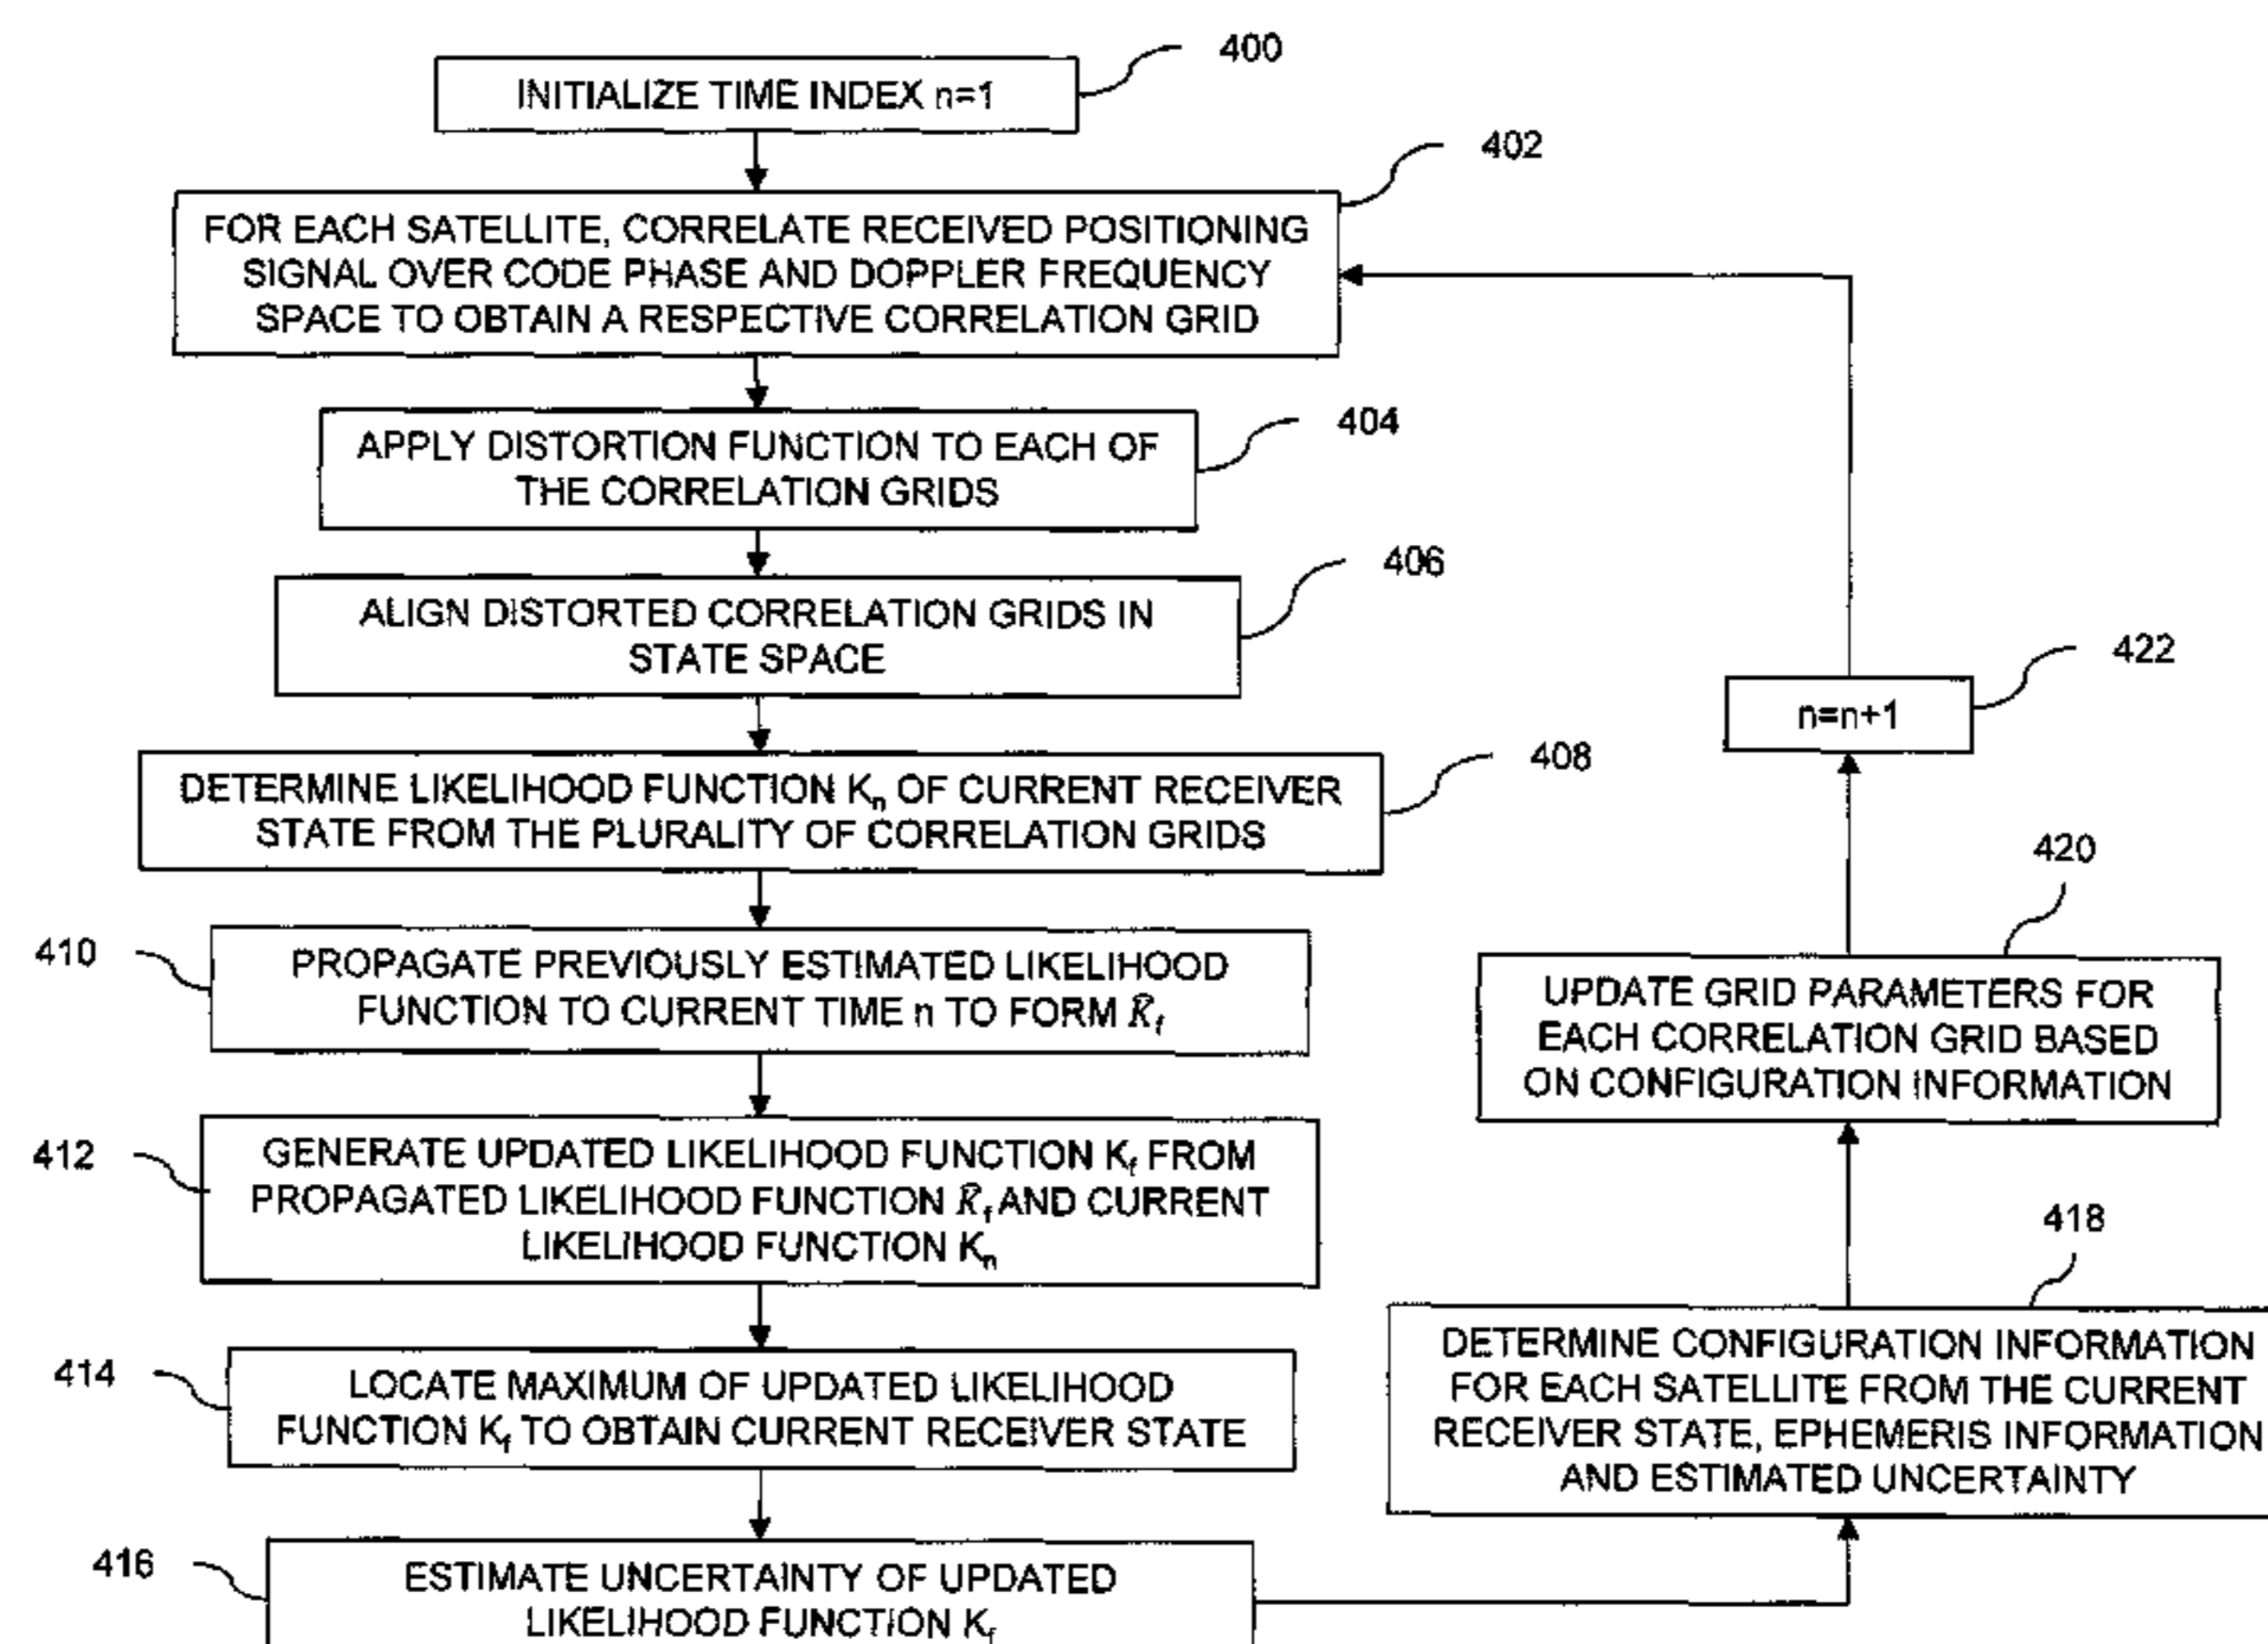 400
INITIALIZE TIME INDEX n=1
402
FOR EACH SATELLITE, CORRELATE RECEIVED POSITIONING
SIGNAL OVER CODE PHASE AND DOPPLER FREQUENCY
SPACE TO OBTAIN A RESPECTIVE CORRELATION GRID
404
APPLY DISTORTION FUNCTION TO EACH OF
THE CORRELATION GRIDS
406
ALIGN DISTORTED CORRELATION GRIDS IN
STATE SPACE
408
DETERMINE LIKELIHOOD FUNCTION Kₙ OF CURRENT RECEIVER
STATE FROM THE PLURALITY OF CORRELATION GRIDS
410
PROPAGATE PREVIOUSLY ESTIMATED LIKELIHOOD
FUNCTION TO CURRENT TIME n TO FORM K̂f
412
GENERATE UPDATED LIKELIHOOD FUNCTION Kf FROM
PROPAGATED LIKELIHOOD FUNCTION K̂f AND CURRENT
LIKELIHOOD FUNCTION Kₙ
414
LOCATE MAXIMUM OF UPDATED LIKELIHOOD
FUNCTION Kf TO OBTAIN CURRENT RECEIVER STATE
416
ESTIMATE UNCERTAINTY OF UPDATED
LIKELIHOOD FUNCTION Kf
418
DETERMINE CONFIGURATION INFORMATION
FOR EACH SATELLITE FROM THE CURRENT
RECEIVER STATE, EPHEMERIS INFORMATION
AND ESTIMATED UNCERTAINTY
420
UPDATE GRID PARAMETERS FOR
EACH CORRELATION GRID BASED
ON CONFIGURATION INFORMATION
422
n=n+1